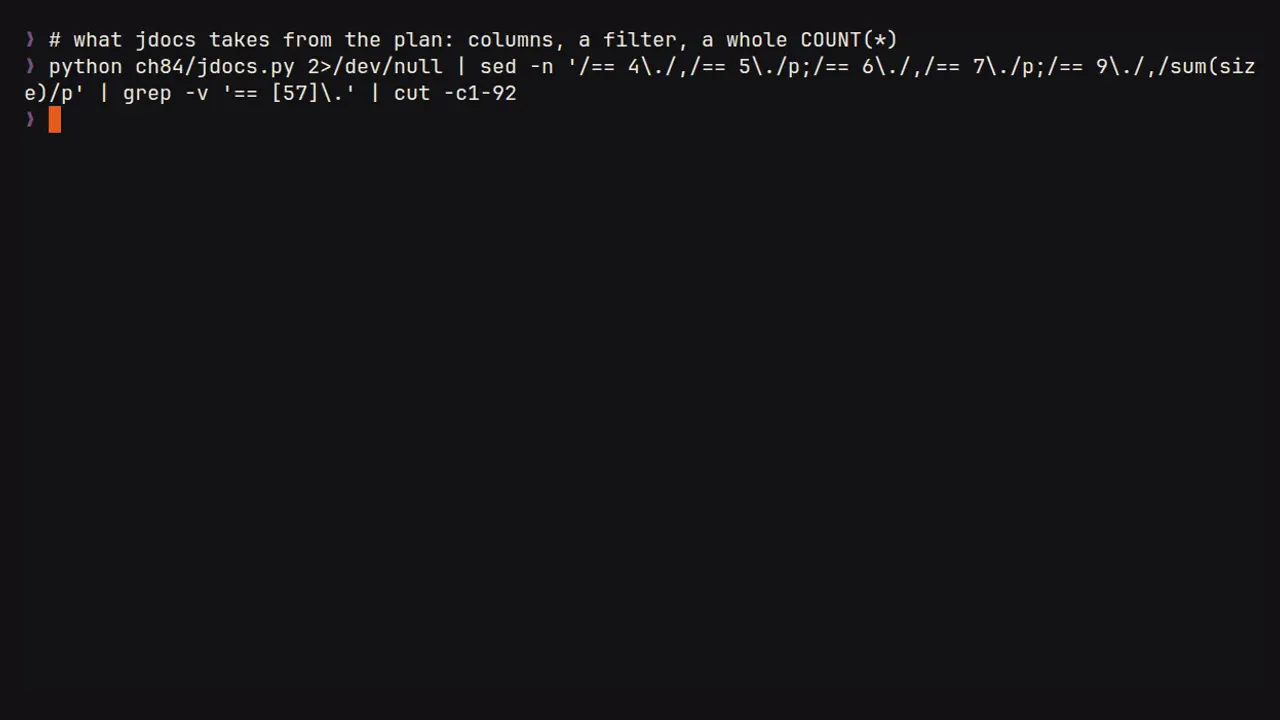 ❯ # what jdocs takes from the plan: columns, a filter, a whole COUNT(*)
❯ python ch84/jdocs.py 2>/dev/null | sed -n '/== 4\./,/== 5\./p;/== 6\./,/== 7\./p;/== 9\./,/sum(siz
e)/p' | grep -v '== [57]\.' | cut -c1-92
❯